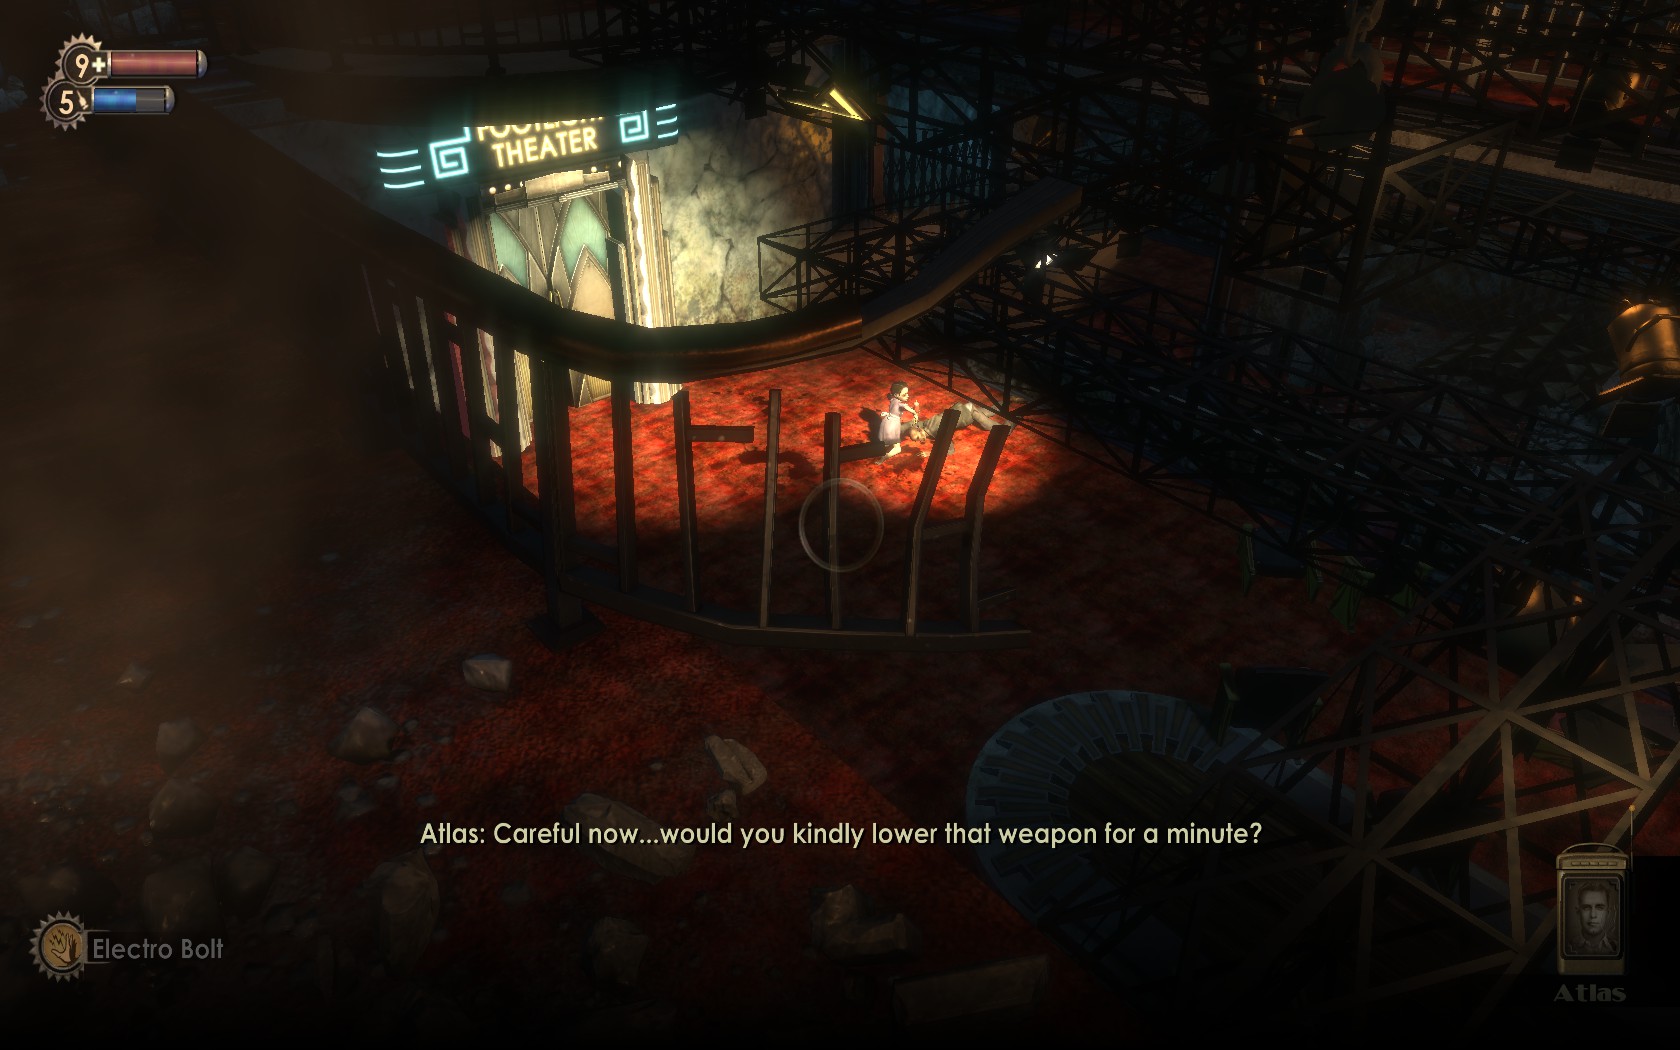 9
5
THEATER
Atlas: Careful now...would you kindly lower that weapon for a minute?
Electro Bolt
Atlas